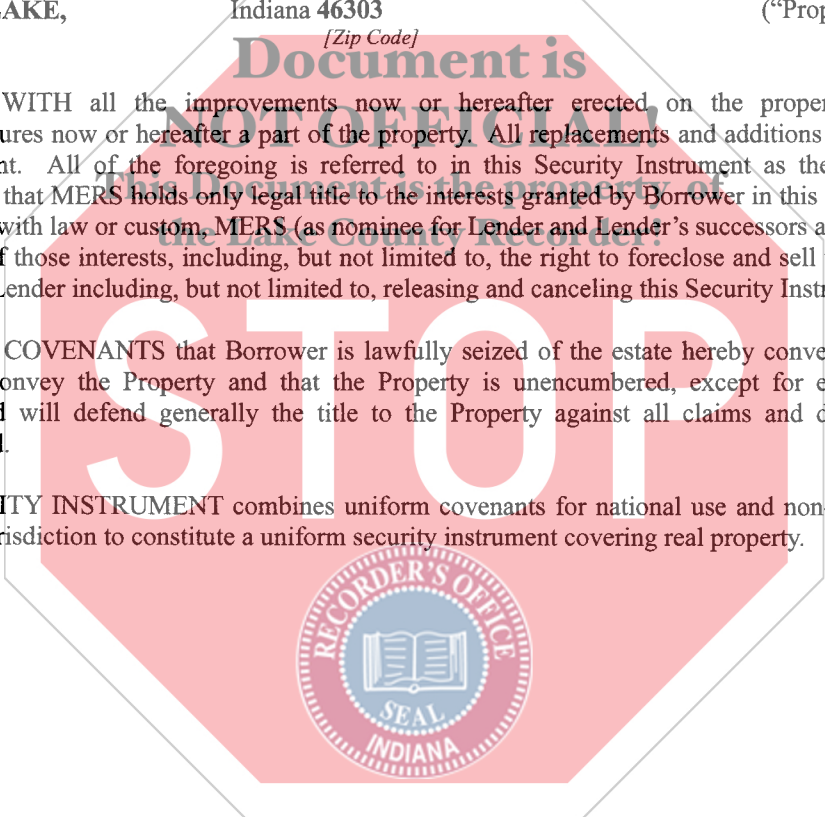 LAKE, Indiana 46303 ("Prop
[Zip Code]
Document is
WITH all the improvements now or hereafter erected on the proper
ures now or hereafter a part of the property. All replacements and additions
NOT OFFICIAL!
nt. All of the foregoing is referred to in this Security Instrument as the
This Document is the property of
that MERS holds only legal title to the interests granted by Borrower in this
with law or custom, MERS (as nominee for Lender and Lender's successors a
the Lake County Recorder!
f those interests, including, but not limited to, the right to foreclose and sell
Lender including, but not limited to, releasing and canceling this Security Instr
STOP
COVENANTS that Borrower is lawfully seized of the estate hereby conve
onvey the Property and that the Property is unencumbered, except for e
d will defend generally the title to the Property against all claims and d
l.
ITY INSTRUMENT combines uniform covenants for national use and non
risdiction to constitute a uniform security instrument covering real property.
RECORDER'S OFFICE
SEAL
INDIANA